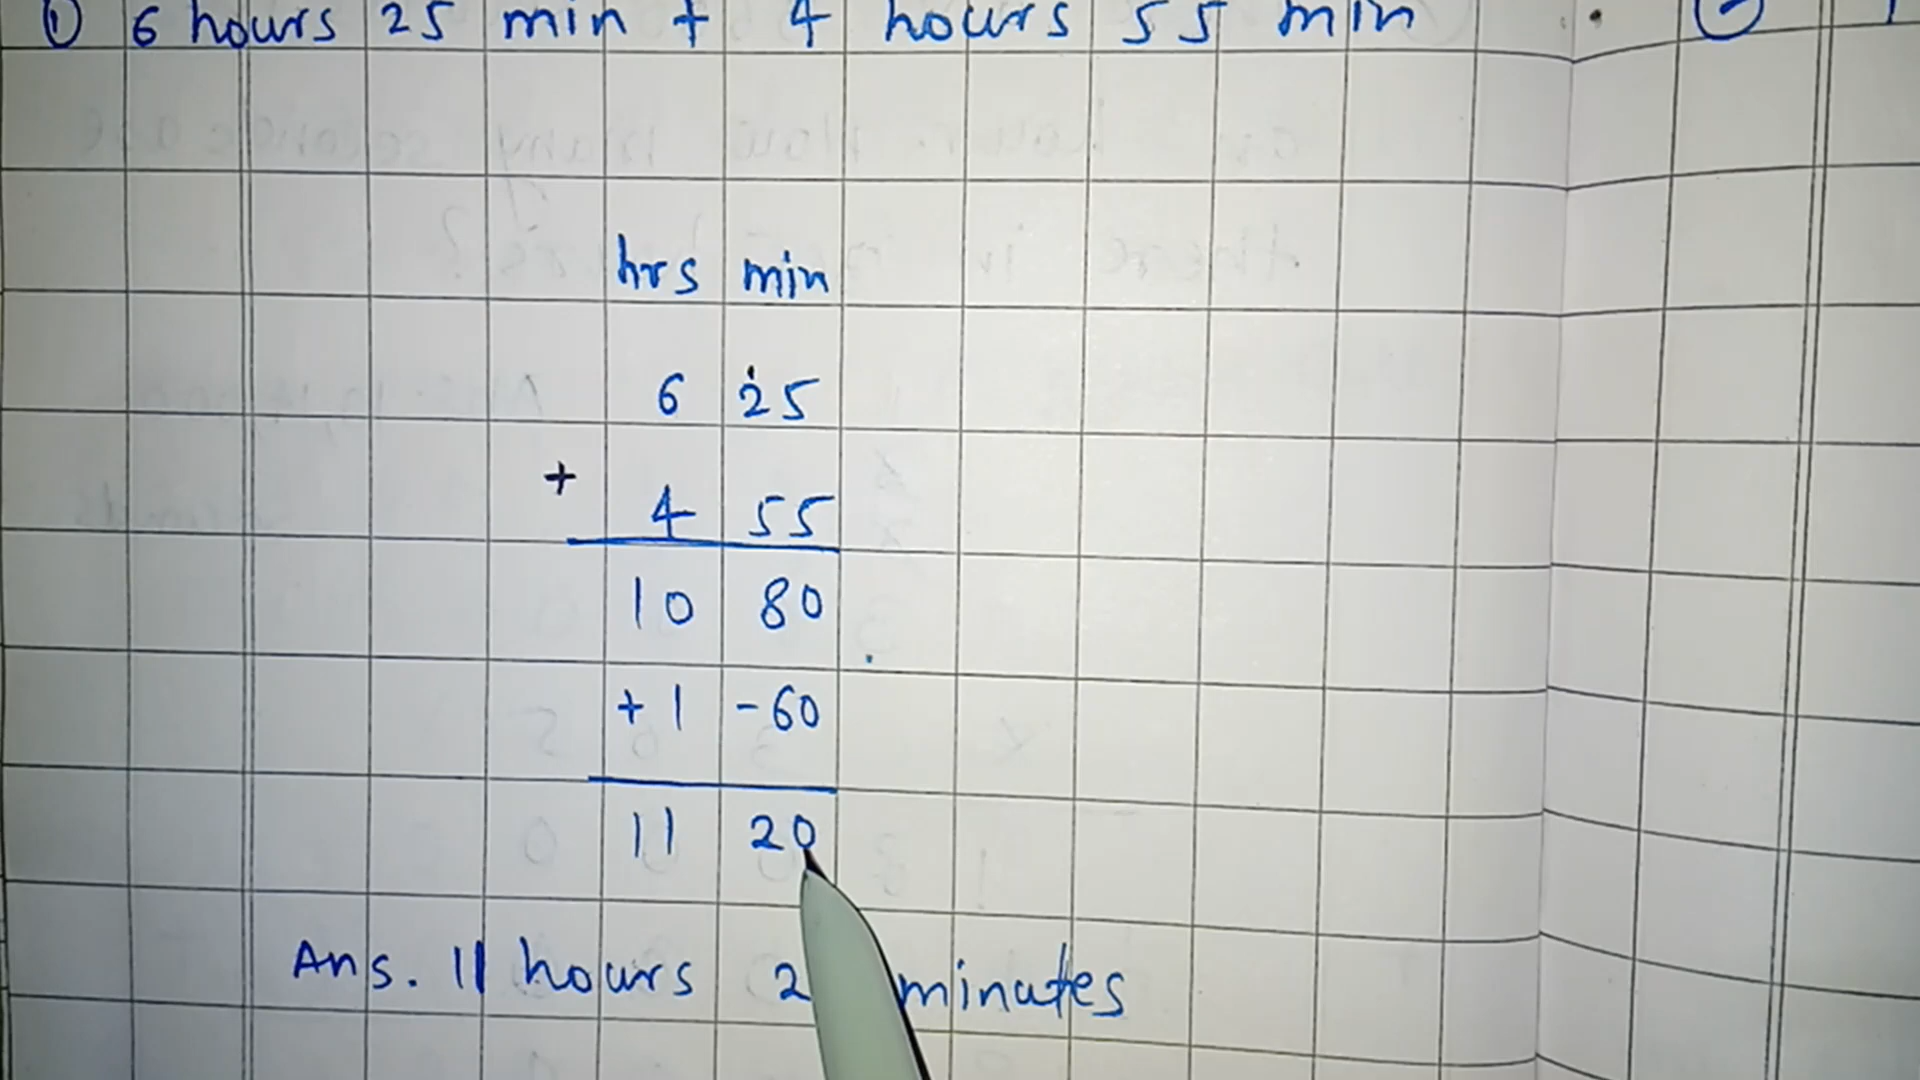 ① 6 hours 25 min + 4 hours 55 min
hrs min
6 25
+ 4 55
10 80
+1 -60
11 20
Ans. 11 hours 2 minutes